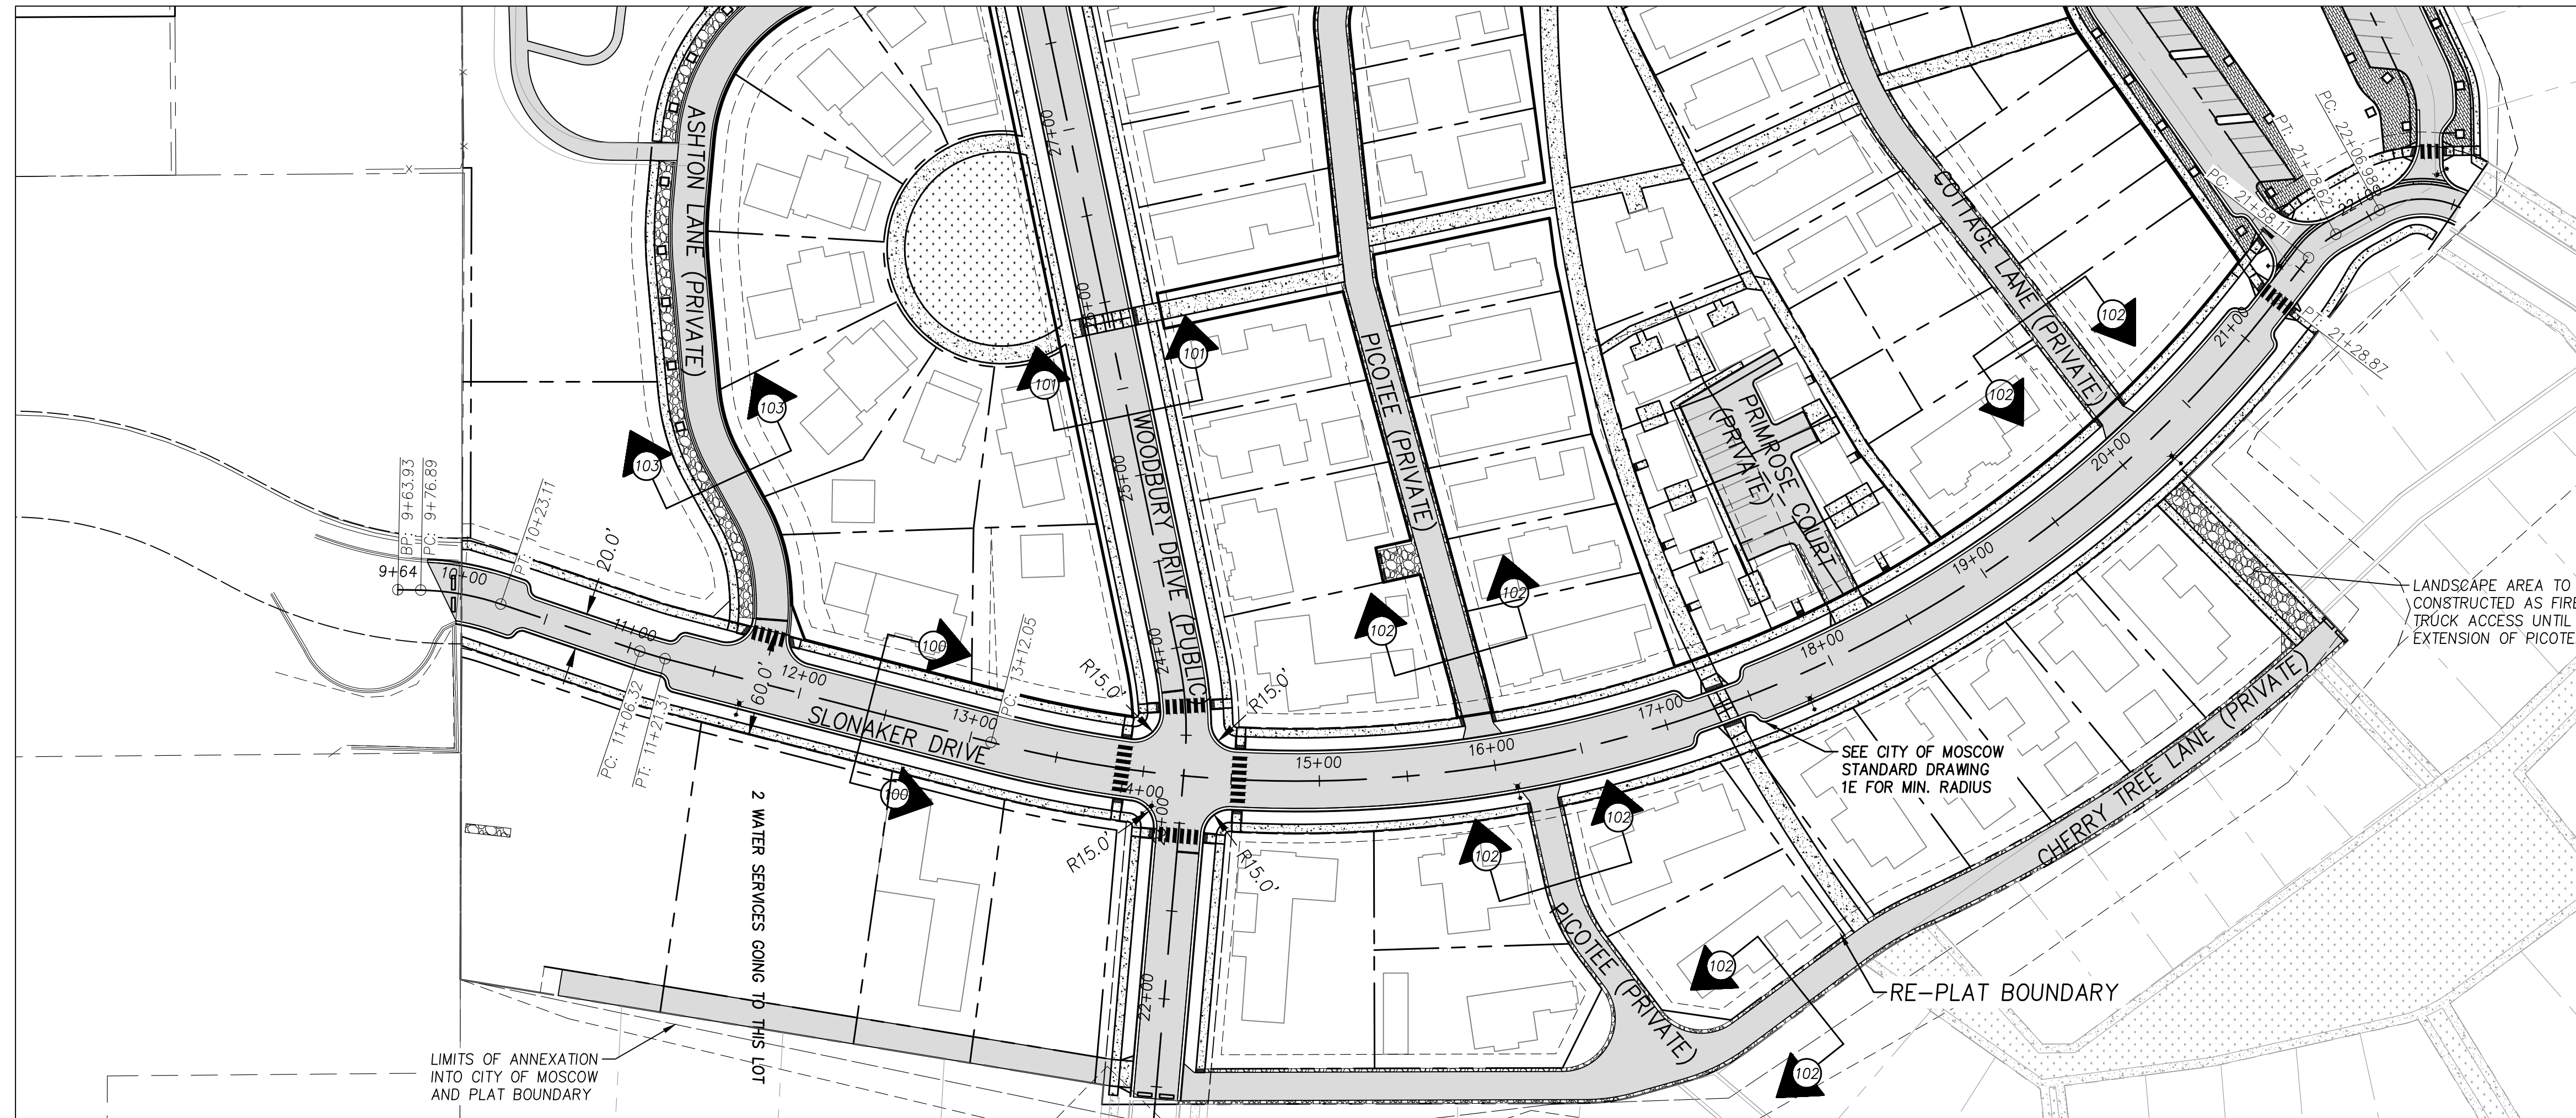 ASHTON LANE (PRIVATE)
27+00
WOODBURY DRIVE (PUBLIC)
25+00
24+00
PICOTEE (PRIVATE)
PRIMROSE COURT
(PRIVATE)
COTTAGE LANE (PRIVATE)
PC: 21+58.11
PT: 21+78.62
PC: 22+06.98
22
PT: 21+28.87
21+00
20+00
19+00
18+00
17+00
16+00
15+00
14+00
13+00
12+00
11+00
10+00
9+64
BP: 9+63.93
PC: 9+76.89
PT: 10+23.11
20.0'
60.0'
PC: 11+06.32
PT: 11+21.31
PC: 13+12.05
SLONAKER DRIVE
R15.0'
R15.0'
R15.0'
R15.0'
22+00
103
103
101
101
102
102
102
102
100
100
102
102
102
102
2 WATER SERVICES GOING TO THIS LOT
LIMITS OF ANNEXATION
INTO CITY OF MOSCOW
AND PLAT BOUNDARY
PICOTEE (PRIVATE)
CHERRY TREE LANE (PRIVATE)
RE-PLAT BOUNDARY
SEE CITY OF MOSCOW
STANDARD DRAWING
1E FOR MIN. RADIUS
LANDSCAPE AREA TO
CONSTRUCTED AS FIRE
TRUCK ACCESS UNTIL
EXTENSION OF PICOTE